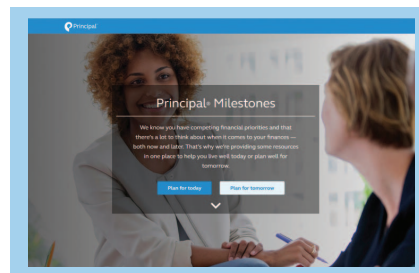 Principal
Principal® Milestones
We know you have competing financial priorities and that
there's a lot to think about when it comes to your finances —
both now and later. That's why we're providing some resources
in one place to help you live well today or plan well for
tomorrow.
Plan for today
Plan for tomorrow